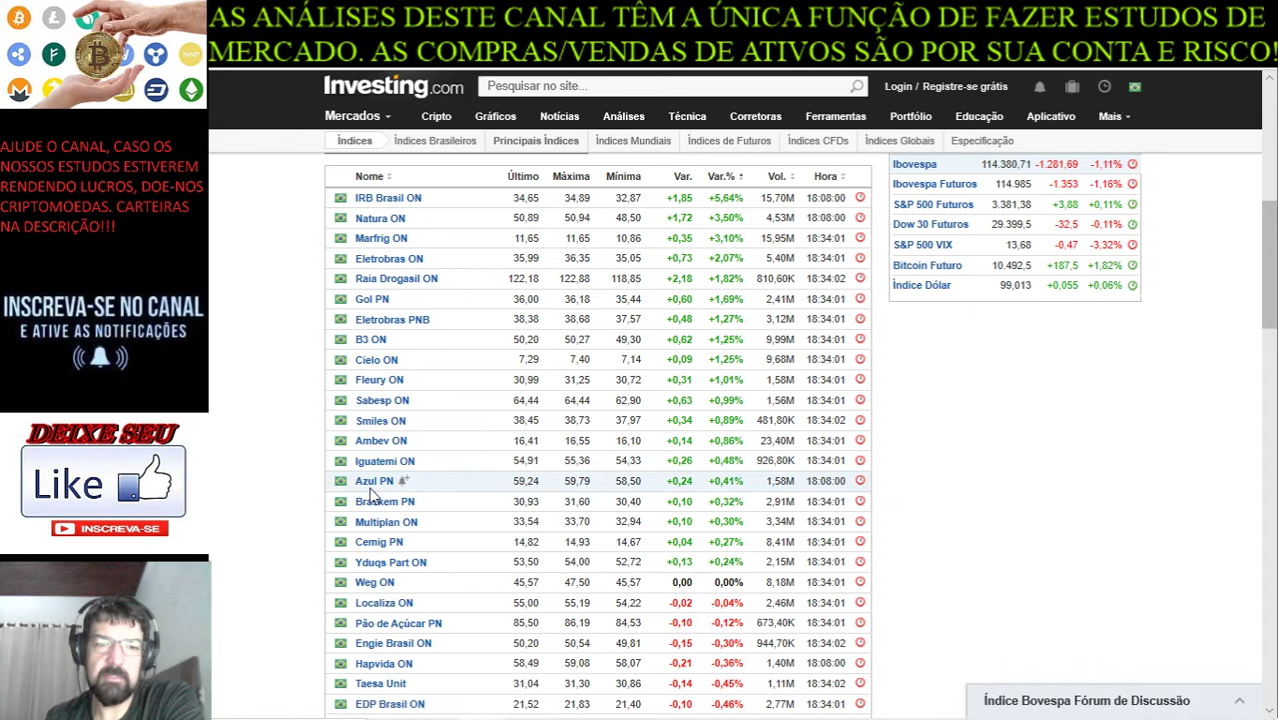 AS ANÁLISES DESTE CANAL TÊM A ÚNICA FUNÇÃO DE FAZER ESTUDOS DE
MERCADO. AS COMPRAS/VENDAS DE ATIVOS SÃO POR SUA CONTA E RISCO!
AJUDE O CANAL, CASO OS
NOSSOS ESTUDOS ESTIVEREM
RENDENDO LUCROS, DOE-NOS
CRIPTOMOEDAS. CARTEIRAS
NA DESCRIÇÃO!!!
INSCREVA-SE NO CANAL
E ATIVE AS NOTIFICAÇÕES
DEIXE SEU
Like
INSCREVA-SE
Investing.com
Pesquisar no site...
Login / Registre-se grátis
Mercados Cripto Gráficos Notícias Análises Técnica Corretoras Ferramentas Portfólio Educação Aplicativo Mais
Índices Índices Brasileiros Principais Índices Índices Mundiais Índices de Futuros Índices CFDs Índices Globais Especificação
Nome Último Máxima Mínima Var. Var.% Vol. Hora
IRB Brasil ON 34,65 34,89 32,87 +1,85 +5,64% 15,70M 18:08:00
Natura ON 50,89 50,94 48,50 +1,72 +3,50% 4,53M 18:08:00
Marfrig ON 11,65 11,65 10,86 +0,35 +3,10% 15,95M 18:34:01
Eletrobras ON 35,99 36,35 35,05 +0,73 +2,07% 5,40M 18:34:01
Raia Drogasil ON 122,18 122,88 118,85 +2,18 +1,82% 810,60K 18:34:02
Gol PN 36,00 36,18 35,44 +0,60 +1,69% 2,41M 18:34:01
Eletrobras PNB 38,38 38,68 37,57 +0,48 +1,27% 3,12M 18:34:01
B3 ON 50,20 50,27 49,30 +0,62 +1,25% 9,99M 18:34:01
Cielo ON 7,29 7,40 7,14 +0,09 +1,25% 9,68M 18:34:01
Fleury ON 30,99 31,25 30,72 +0,31 +1,01% 1,58M 18:34:01
Sabesp ON 64,44 64,44 62,90 +0,63 +0,99% 1,56M 18:34:01
Smiles ON 38,45 38,73 37,97 +0,34 +0,89% 481,80K 18:34:02
Ambev ON 16,41 16,55 16,10 +0,14 +0,86% 23,40M 18:34:01
Iguatemi ON 54,91 55,36 54,33 +0,26 +0,48% 926,80K 18:34:01
Azul PN 59,24 59,79 58,50 +0,24 +0,41% 1,58M 18:08:00
Braskem PN 30,93 31,60 30,40 +0,10 +0,32% 2,91M 18:34:01
Multiplan ON 33,54 33,70 32,94 +0,10 +0,30% 3,34M 18:34:01
Cemig PN 14,82 14,93 14,67 +0,04 +0,27% 8,41M 18:34:01
Yduqs Part ON 53,50 54,00 52,72 +0,13 +0,24% 2,15M 18:34:01
Weg ON 45,57 47,50 45,57 0,00 0,00% 8,18M 18:34:01
Localiza ON 55,00 55,19 54,22 -0,02 -0,04% 2,46M 18:34:01
Pão de Açúcar PN 85,50 86,19 84,53 -0,10 -0,12% 673,40K 18:34:01
Engie Brasil ON 50,20 50,54 49,81 -0,15 -0,30% 944,70K 18:34:02
Hapvida ON 58,49 59,08 58,07 -0,21 -0,36% 1,40M 18:08:00
Taesa Unit 31,04 31,30 30,86 -0,14 -0,45% 1,11M 18:34:02
EDP Brasil ON 21,52 21,83 21,40 -0,10 -0,46% 2,77M 18:34:01
Ibovespa 114.380,71 -1.281,69 -1,11%
Ibovespa Futuros 114.985 -1.353 -1,16%
S&P 500 Futuros 3.381,38 +3,88 +0,11%
Dow 30 Futuros 29.399,5 -32,5 -0,11%
S&P 500 VIX 13,68 -0,47 -3,32%
Bitcoin Futuro 10.492,5 +187,5 +1,82%
Índice Dólar 99,013 +0,055 +0,06%
Índice Bovespa Fórum de Discussão